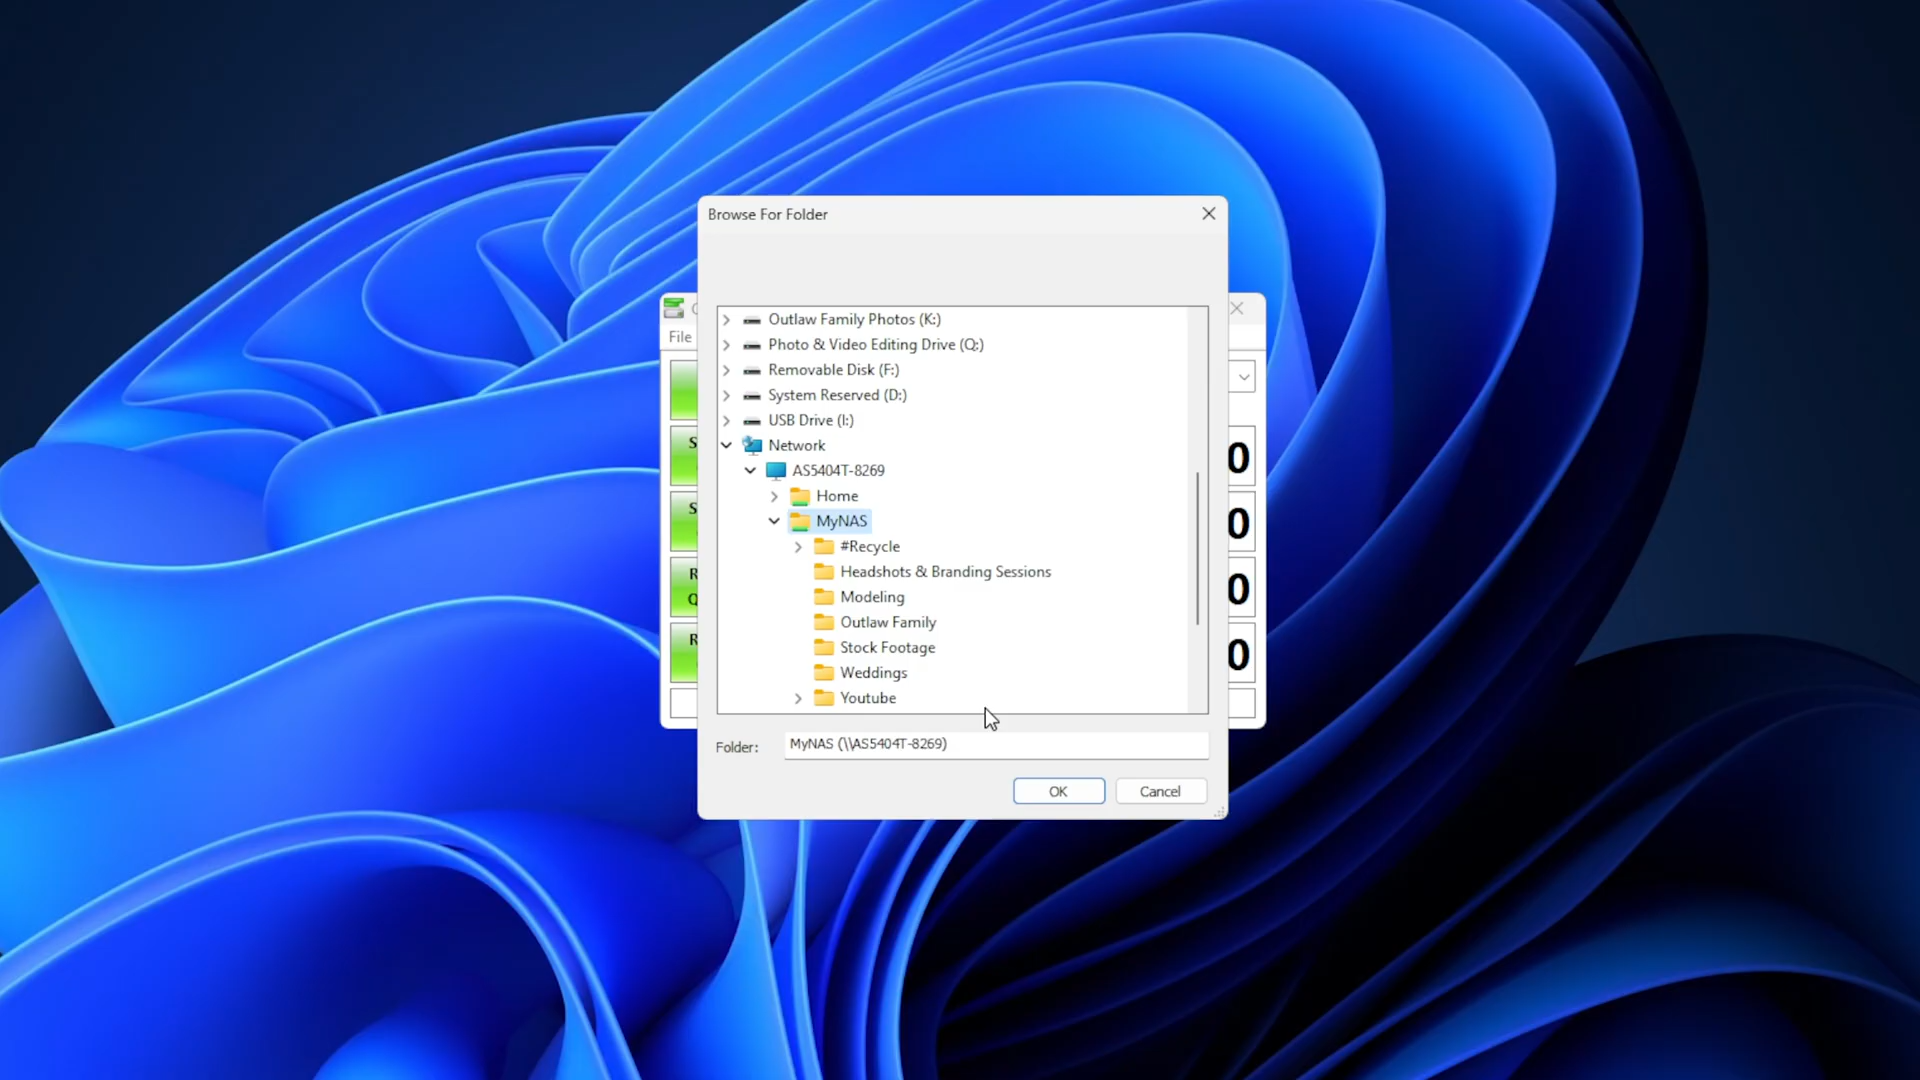 Browse For Folder
File
Outlaw Family Photos (K:)
Photo & Video Editing Drive (Q:)
Removable Disk (F:)
System Reserved (D:)
USB Drive (I:)
Network
AS5404T-8269
Home
MyNAS
#Recycle
Headshots & Branding Sessions
Modeling
Outlaw Family
Stock Footage
Weddings
Youtube
S
0
S
0
R
Q
0
R
0
Folder:
MyNAS (\\AS5404T-8269)
OK
Cancel